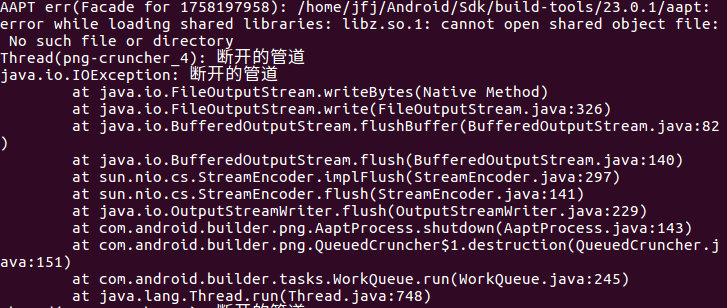 AAPT err(Facade for 1758197958): /home/jfj/Android/Sdk/build-tools/23.0.1/aapt:
error while loading shared libraries: libz.so.1: cannot open shared object file:
 No such file or directory
Thread(png-cruncher_4): 断开的管道
java.io.IOException: 断开的管道
        at java.io.FileOutputStream.writeBytes(Native Method)
        at java.io.FileOutputStream.write(FileOutputStream.java:326)
        at java.io.BufferedOutputStream.flushBuffer(BufferedOutputStream.java:82
)
        at java.io.BufferedOutputStream.flush(BufferedOutputStream.java:140)
        at sun.nio.cs.StreamEncoder.implFlush(StreamEncoder.java:297)
        at sun.nio.cs.StreamEncoder.flush(StreamEncoder.java:141)
        at java.io.OutputStreamWriter.flush(OutputStreamWriter.java:229)
        at com.android.builder.png.AaptProcess.shutdown(AaptProcess.java:143)
        at com.android.builder.png.QueuedCruncher$1.destruction(QueuedCruncher.j
ava:151)
        at com.android.builder.tasks.WorkQueue.run(WorkQueue.java:245)
        at java.lang.Thread.run(Thread.java:748)
断开的管道